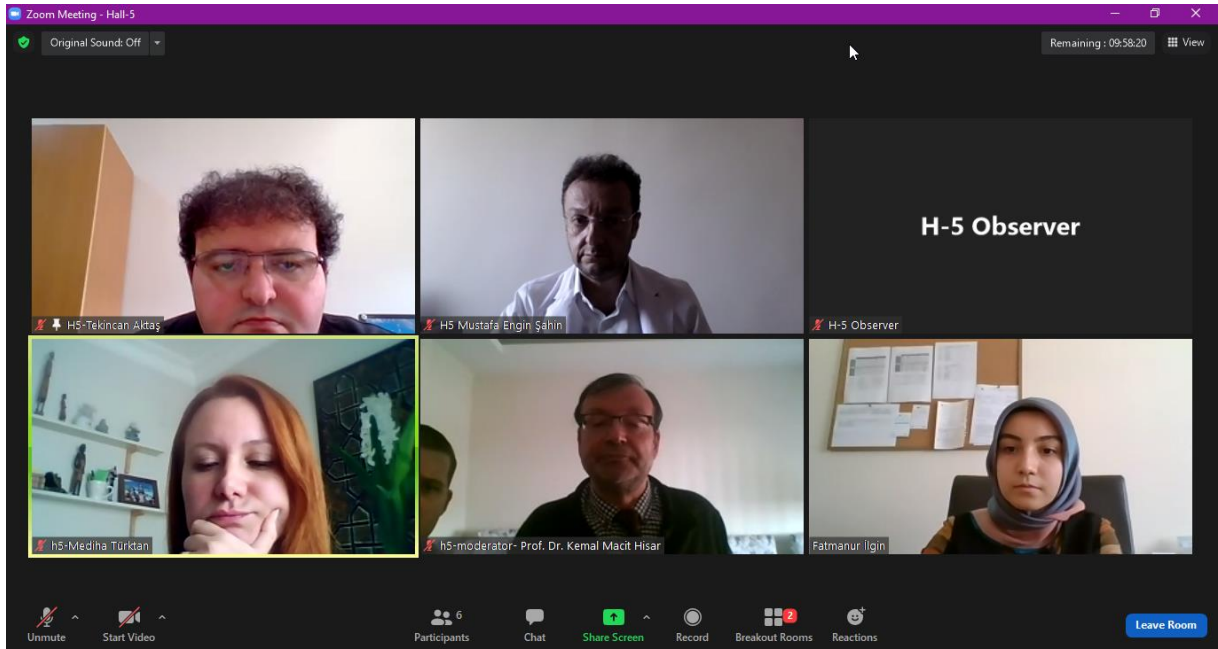 Zoom Meeting - Hall-5
Original Sound: Off
Remaining : 09:58:20
View
H5-Tekincan Aktaş
H5 Mustafa Engin Şahin
H-5 Observer
H-5 Observer
h5-Mediha Türktan
h5-moderator- Prof. Dr. Kemal Macit Hisar
Fatmanur İlgin
Unmute
Start Video
6
Participants
Chat
Share Screen
Record
2
Breakout Rooms
Reactions
Leave Room